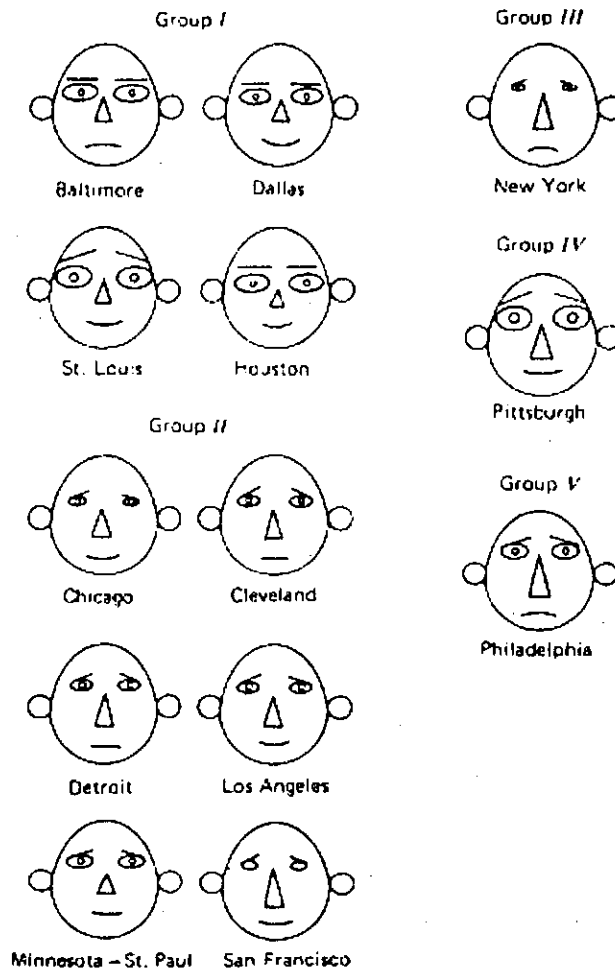 Group I
Baltimore Dallas
St. Louis Houston
Group II
Chicago Cleveland
Detroit Los Angeles
Minnesota – St. Paul San Francisco
Group III
New York
Group IV
Pittsburgh
Group V
Philadelphia